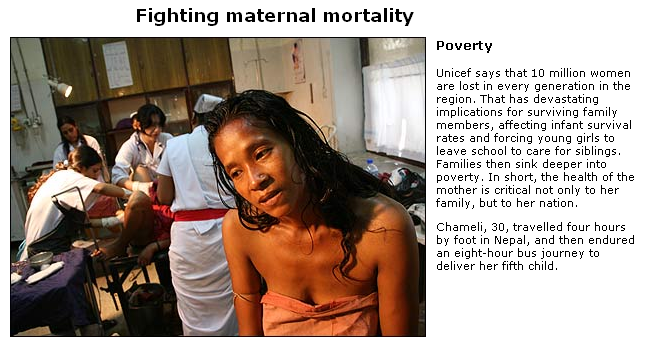 Fighting maternal mortality
Poverty
Unicef says that 10 million women
are lost in every generation in the
region. That has devastating
implications for surviving family
members, affecting infant survival
rates and forcing young girls to
leave school to care for siblings.
Families then sink deeper into
poverty. In short, the health of the
mother is critical not only to her
family, but to her nation.
Chameli, 30, travelled four hours
by foot in Nepal, and then endured
an eight-hour bus journey to
deliver her fifth child.